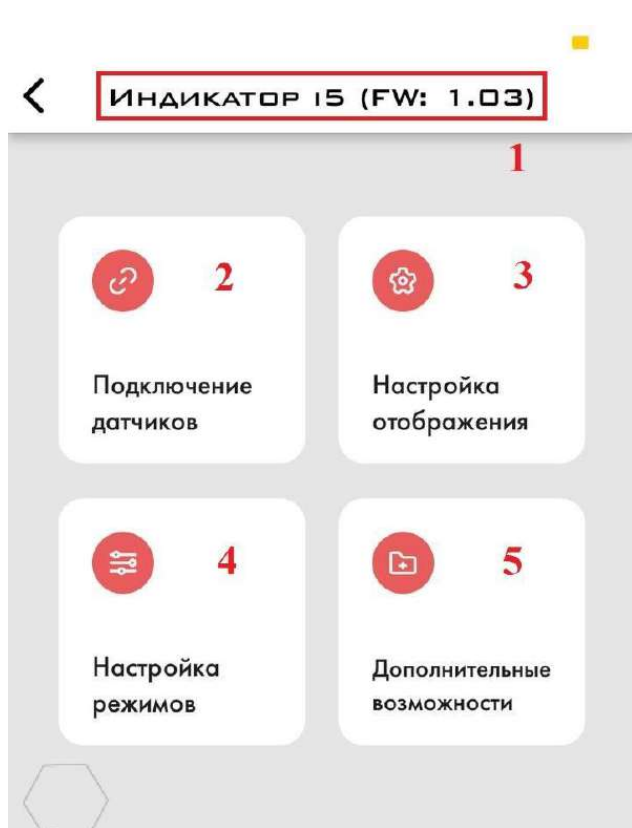 Индикатор i5 (FW: 1.03)
1
2
3
Подключение
датчиков
Настройка
отображения
4
5
Настройка
режимов
Дополнительные
возможности